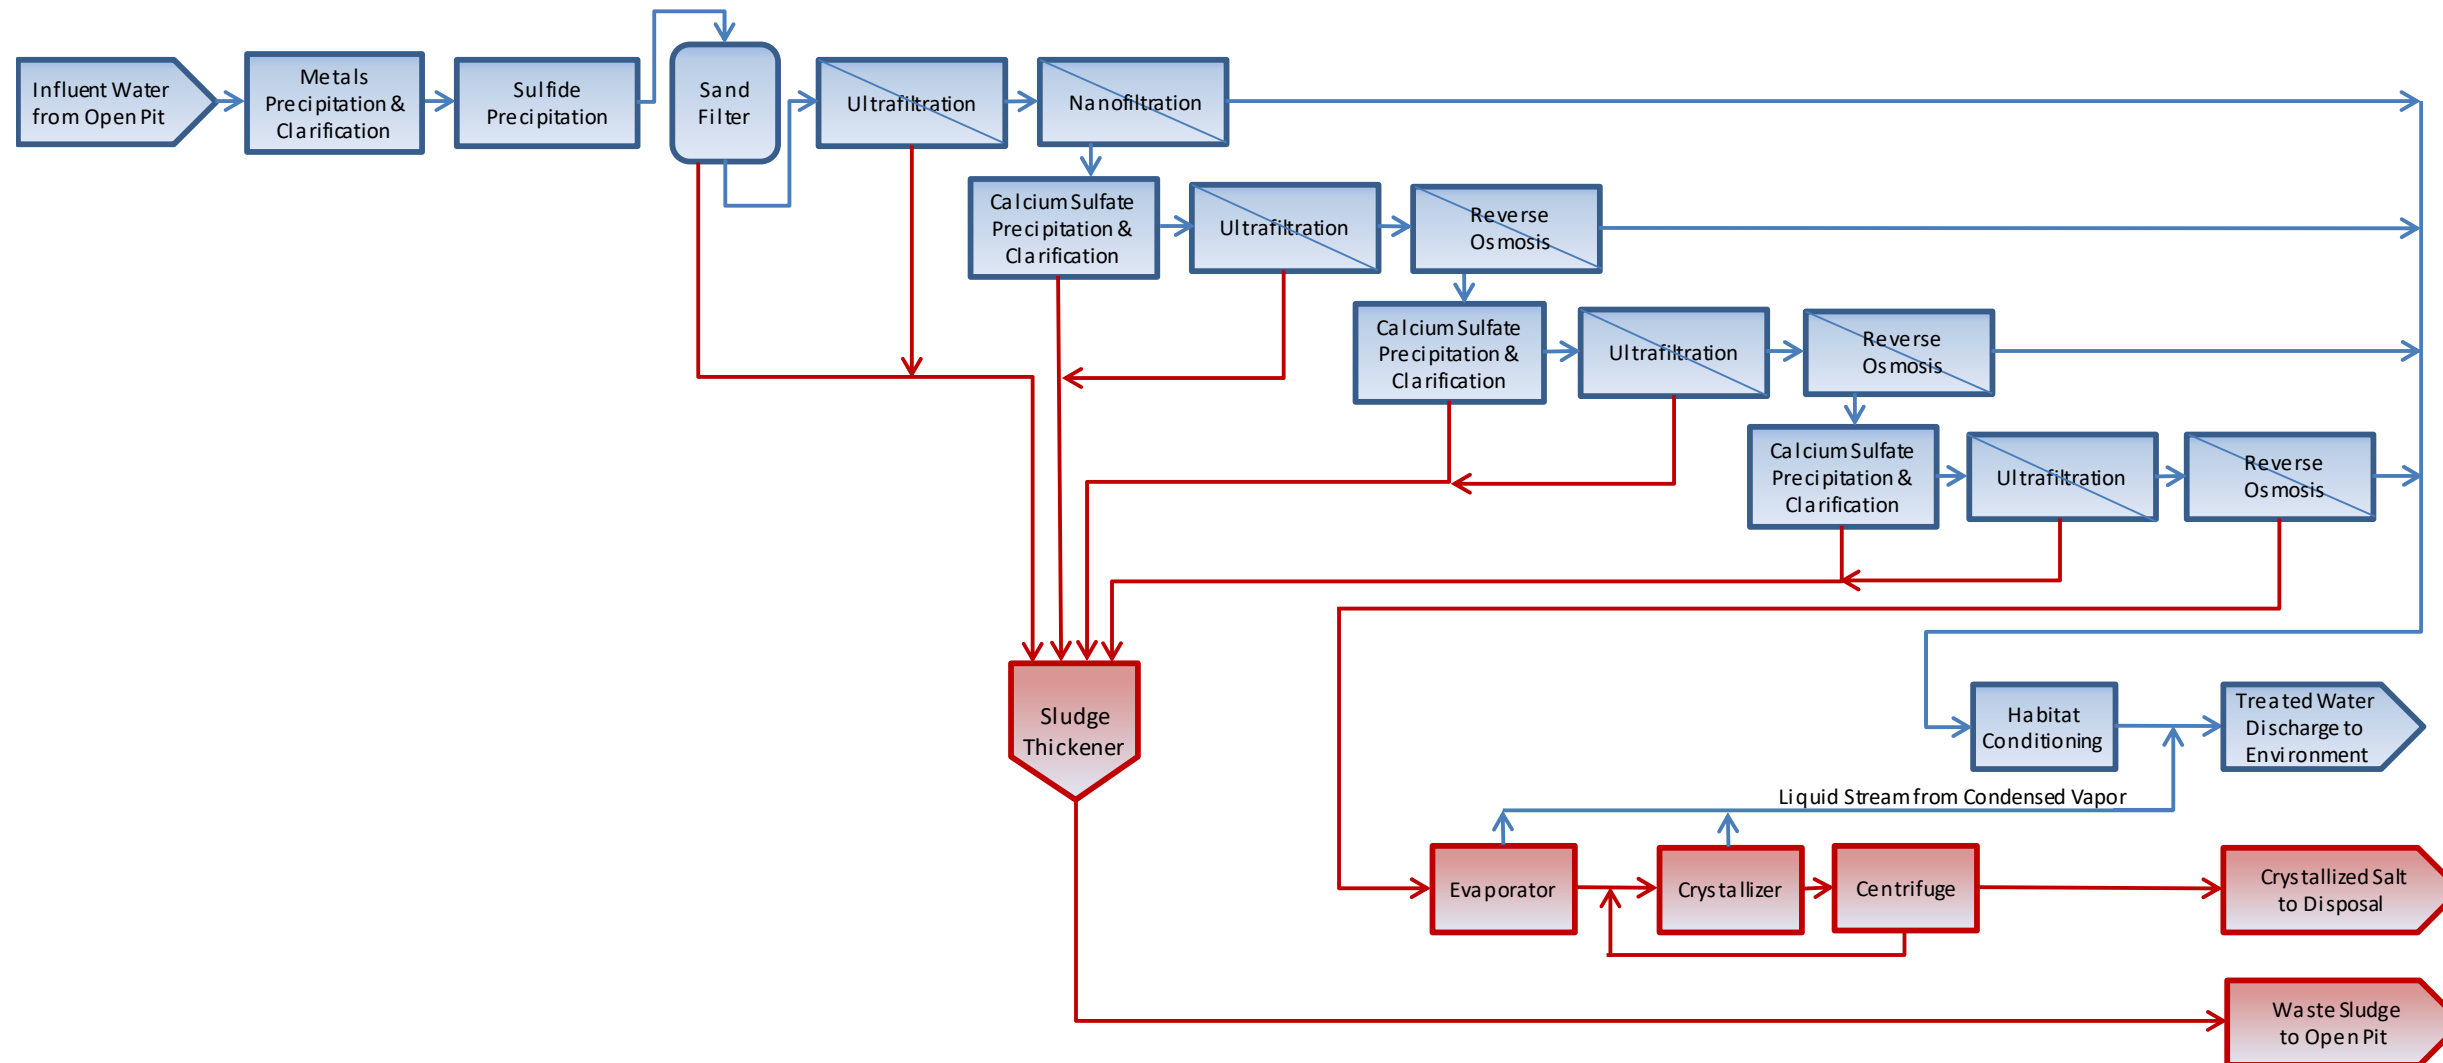 Influent Water
from Open Pit
Metals
Precipitation &
Clarification
Sulfide
Precipitation
Sand
Filter
Ultrafiltration
Nanofiltration
Calcium Sulfate
Precipitation &
Clarification
Ultrafiltration
Reverse
Osmosis
Calcium Sulfate
Precipitation &
Clarification
Ultrafiltration
Reverse
Osmosis
Calcium Sulfate
Precipitation &
Clarification
Ultrafiltration
Reverse
Osmosis
Sludge
Thickener
Habitat
Conditioning
Treated Water
Discharge to
Environment
Liquid Stream from Condensed Vapor
Evaporator
Crystallizer
Centrifuge
Crystallized Salt
to Disposal
Waste Sludge
to Open Pit